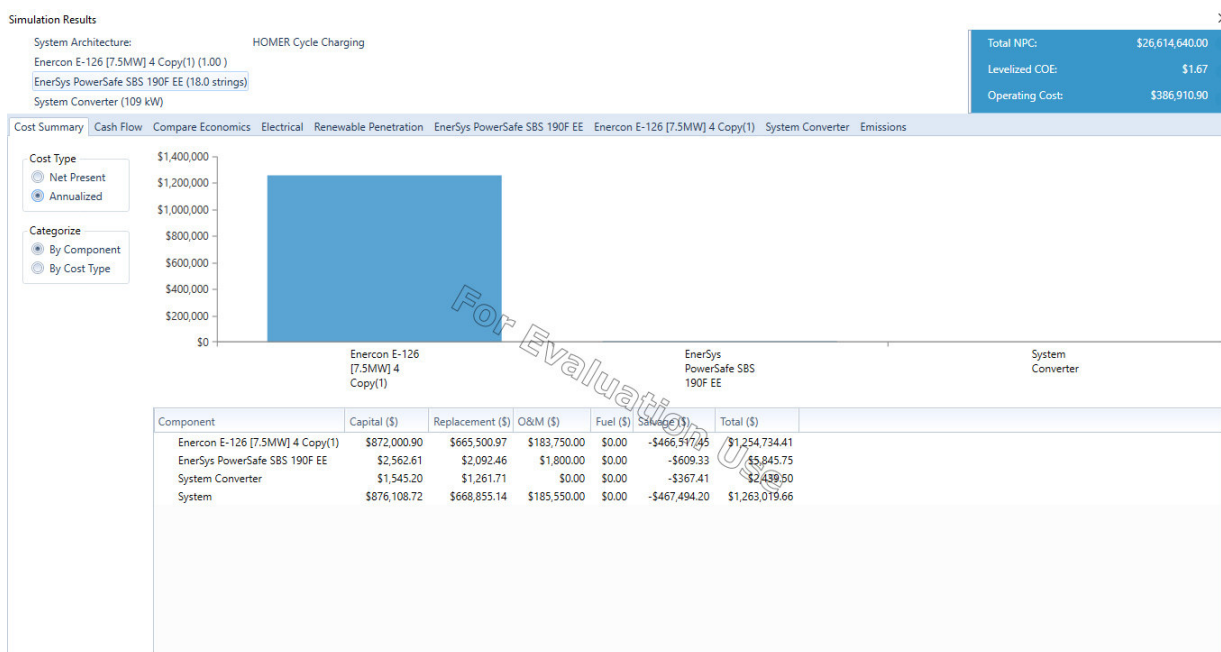 Simulation Results
System Architecture: HOMER Cycle Charging
Enercon E-126 [7.5MW] 4 Copy(1) (1.00 )
EnerSys PowerSafe SBS 190F EE (18.0 strings)
System Converter (109 kW)
Total NPC: $26,614,640.00
Levelized COE: $1.67
Operating Cost: $386,910.90
Cost Summary Cash Flow Compare Economics Electrical Renewable Penetration EnerSys PowerSafe SBS 190F EE Enercon E-126 [7.5MW] 4 Copy(1) System Converter Emissions
Cost Type
Net Present
Annualized
Categorize
By Component
By Cost Type
$1,400,000
$1,200,000
$1,000,000
$800,000
$600,000
$400,000
$200,000
$0
Enercon E-126
[7.5MW] 4
Copy(1)
EnerSys
PowerSafe SBS
190F EE
System
Converter
For Evaluation Use
Component Capital ($) Replacement ($) O&M ($) Fuel ($) Salvage ($) Total ($)
Enercon E-126 [7.5MW] 4 Copy(1) $872,000.90 $665,500.97 $183,750.00 $0.00 -$466,517.45 $1,254,734.41
EnerSys PowerSafe SBS 190F EE $2,562.61 $2,092.46 $1,800.00 $0.00 -$609.33 $5,845.75
System Converter $1,545.20 $1,261.71 $0.00 $0.00 -$367.41 $2,439.50
System $876,108.72 $668,855.14 $185,550.00 $0.00 -$467,494.20 $1,263,019.66